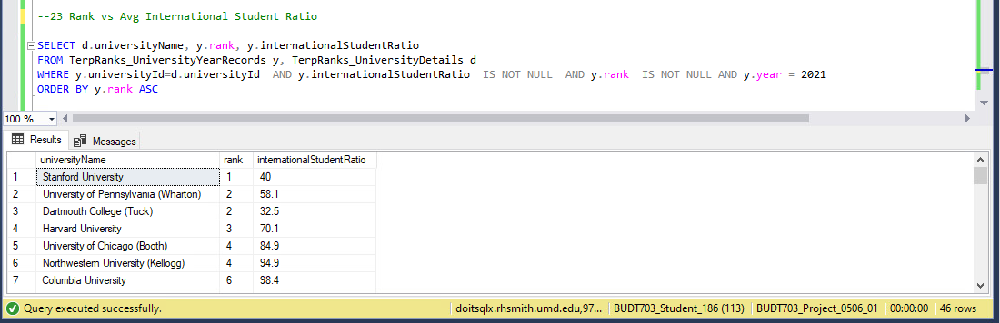 --23 Rank vs Avg International Student Ratio
SELECT d.universityName, y.rank, y.internationalStudentRatio
FROM TerpRanks_UniversityYearRecords y, TerpRanks_UniversityDetails d
WHERE y.universityId=d.universityId  AND y.internationalStudentRatio  IS NOT NULL  AND y.rank  IS NOT NULL AND y.year = 2021
ORDER BY y.rank ASC
100 %
Results Messages
universityName rank internationalStudentRatio
1 Stanford University 1 40
2 University of Pennsylvania (Wharton) 2 58.1
3 Dartmouth College (Tuck) 2 32.5
4 Harvard University 3 70.1
5 University of Chicago (Booth) 4 84.9
6 Northwestern University (Kellogg) 4 94.9
7 Columbia University 6 98.4
Query executed successfully. doitsqlx.rhsmith.umd.edu,97... BUDT703_Student_186 (113) BUDT703_Project_0506_01 00:00:00 46 rows